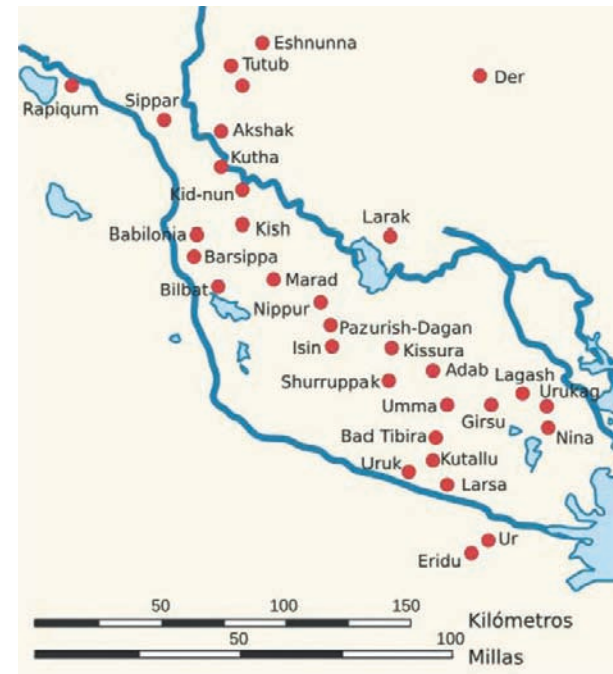 Eshnunna
Tutub
Der
Rapiqum
Sippar
Akshak
Kutha
Kid-nun
Larak
Kish
Babilonia
Barsippa
Marad
Bilbat
Nippur
Pazurish-Dagan
Isin
Kissura
Adab
Shurruppak
Lagash
Urukag
Umma
Girsu
Nina
Bad Tibira
Kutallu
Uruk
Larsa
Ur
Eridu
50 100 150
Kilómetros
50 100
Millas